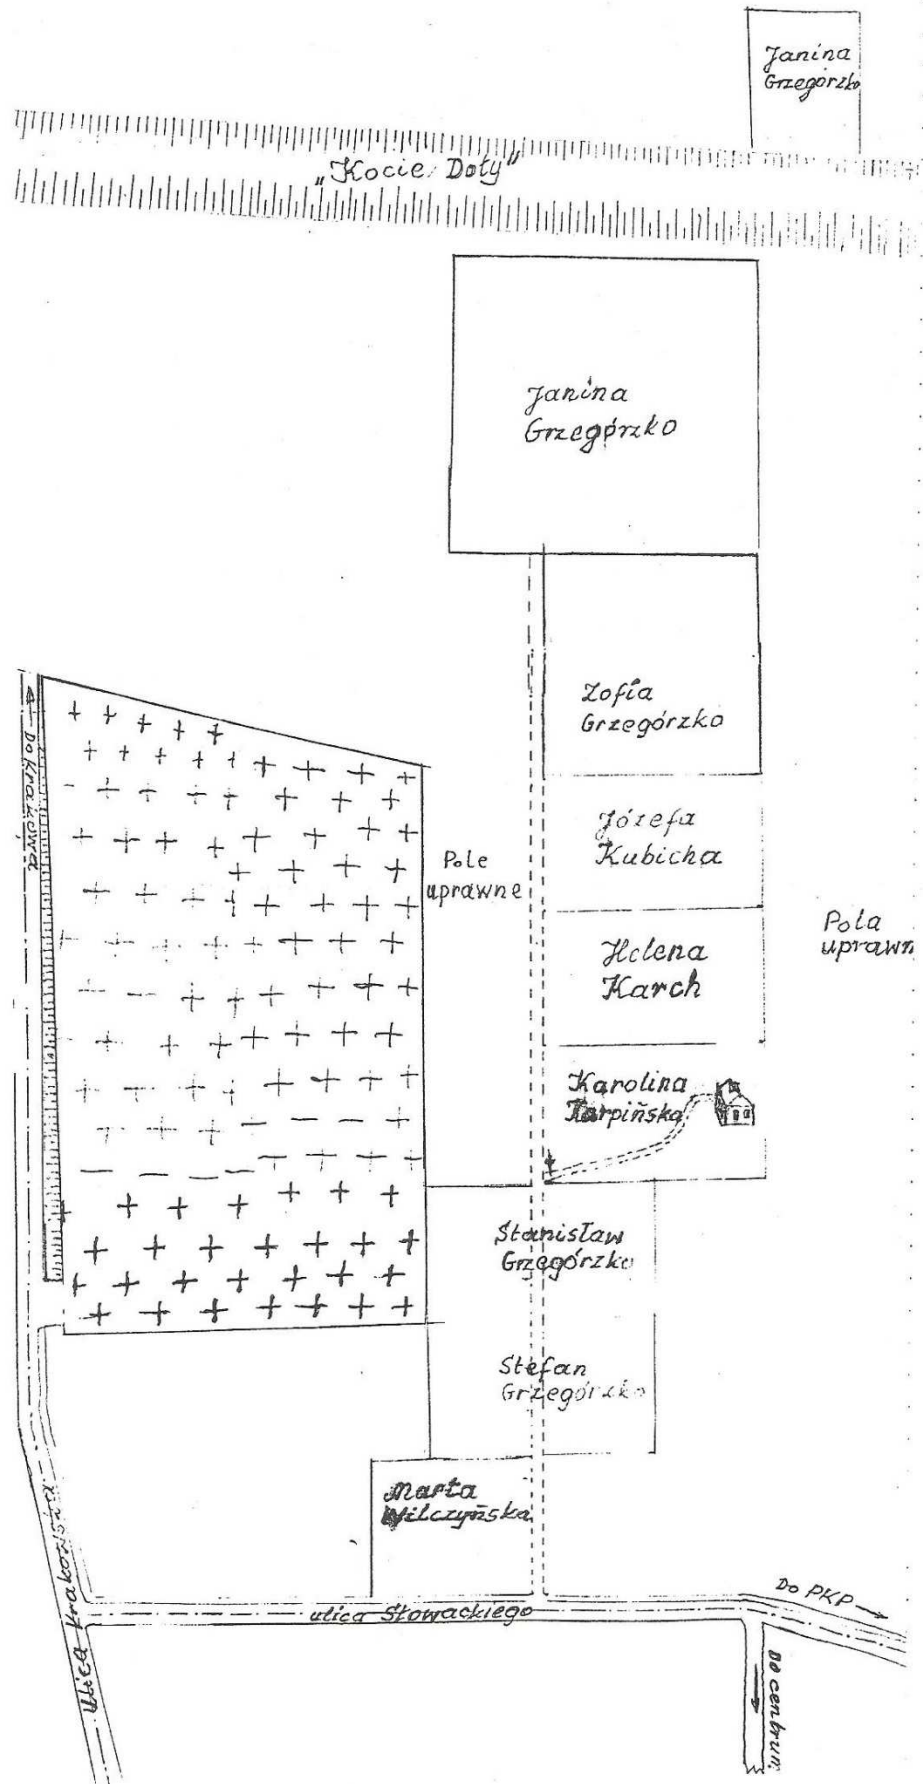 Janina
Grzegórzko
„Kocie Doły"
Janina
Grzegórzko
Zofia
Grzegórzko
Do Krakowa
Józefa
Kubicha
Pole
uprawne
Helena
Karch
Pola
uprawn
Karolina
Karpińska
Stanisław
Grzegórzko
Stefan
Grzegórzko
Marta
Wilczyńska
Ulica Krakowska
ulica Słowackiego
Do PKP
Do centrum